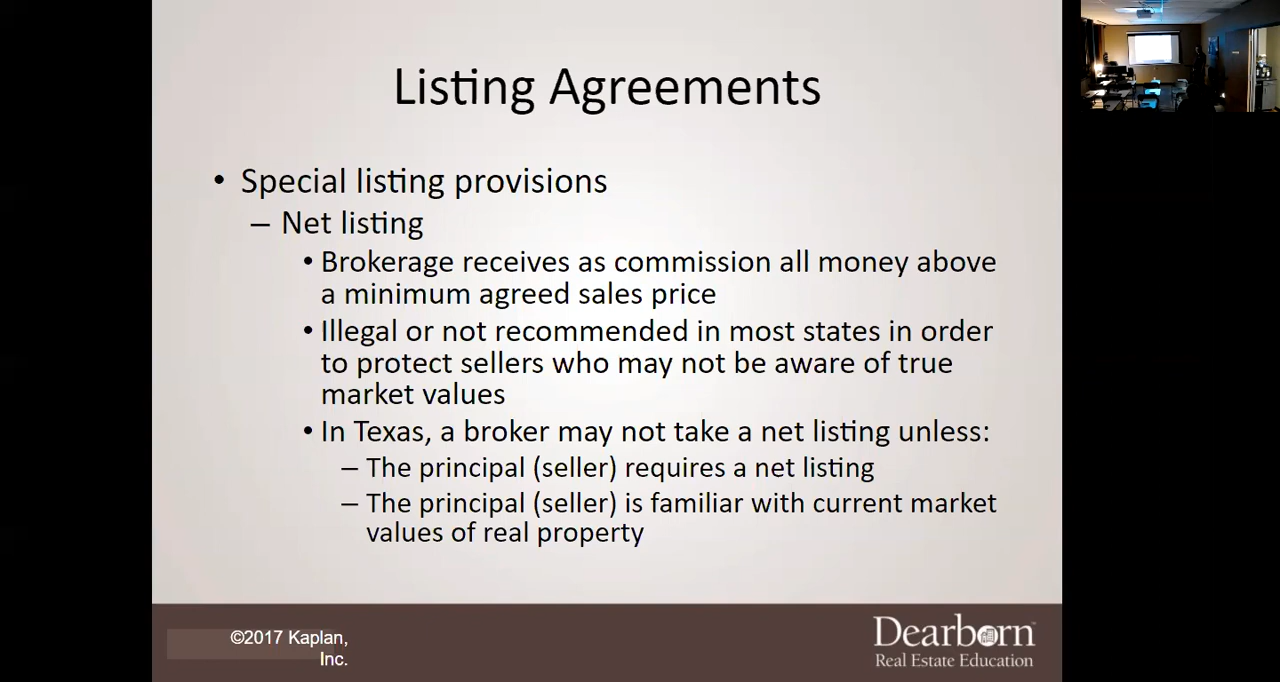 Listing Agreements
• Special listing provisions
– Net listing
• Brokerage receives as commission all money above
a minimum agreed sales price
• Illegal or not recommended in most states in order
to protect sellers who may not be aware of true
market values
• In Texas, a broker may not take a net listing unless:
– The principal (seller) requires a net listing
– The principal (seller) is familiar with current market
values of real property
©2017 Kaplan,
Inc.
Dearborn™
Real Estate Education